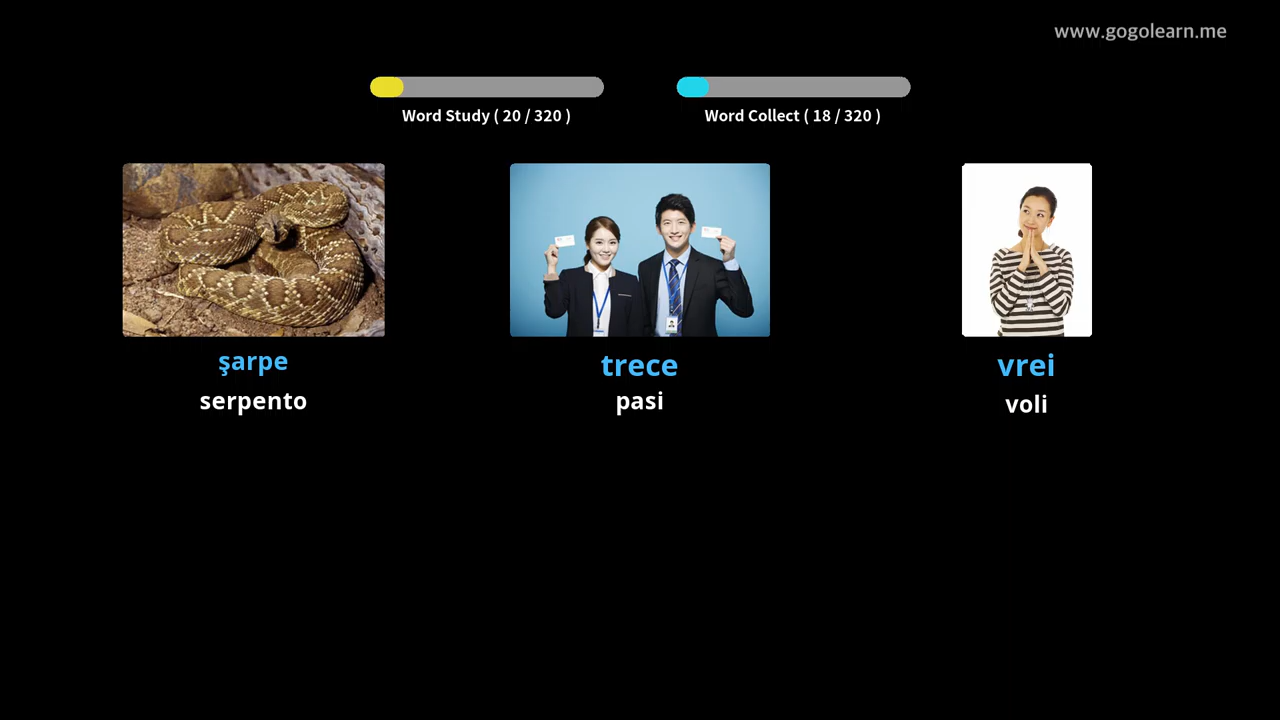 www.gogolearn.me
Word Study ( 20 / 320 )
Word Collect ( 18 / 320 )
şarpe
trece
vrei
serpento
pasi
voli